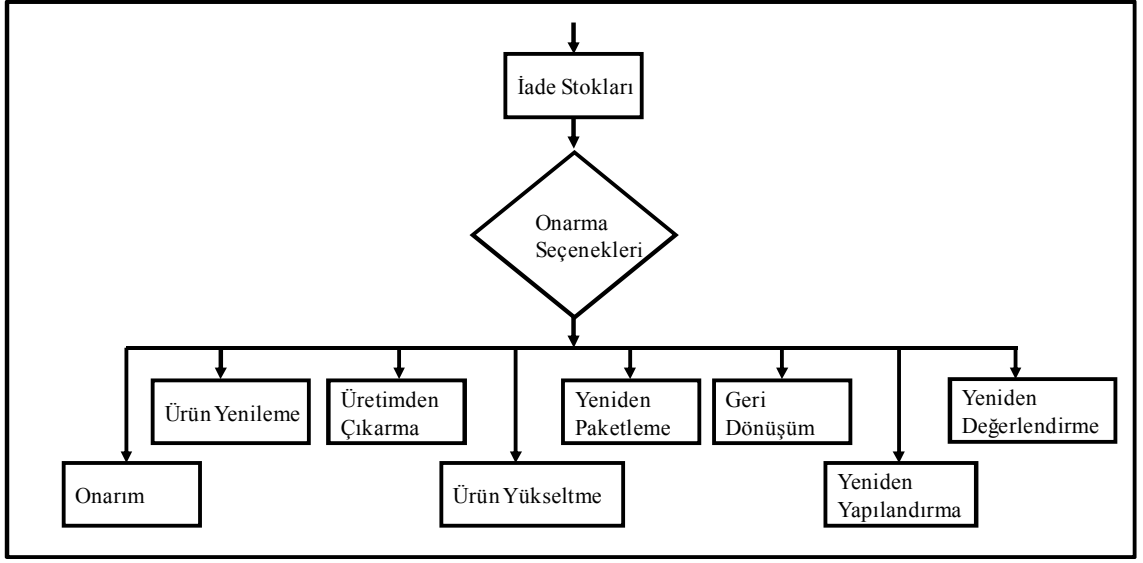 İade Stokları
Onarma
Seçenekleri
Ürün Yenileme
Üretimden
Çıkarma
Yeniden
Paketleme
Geri
Dönüşüm
Yeniden
Değerlendirme
Onarım
Ürün Yükseltme
Yeniden
Yapılandırma